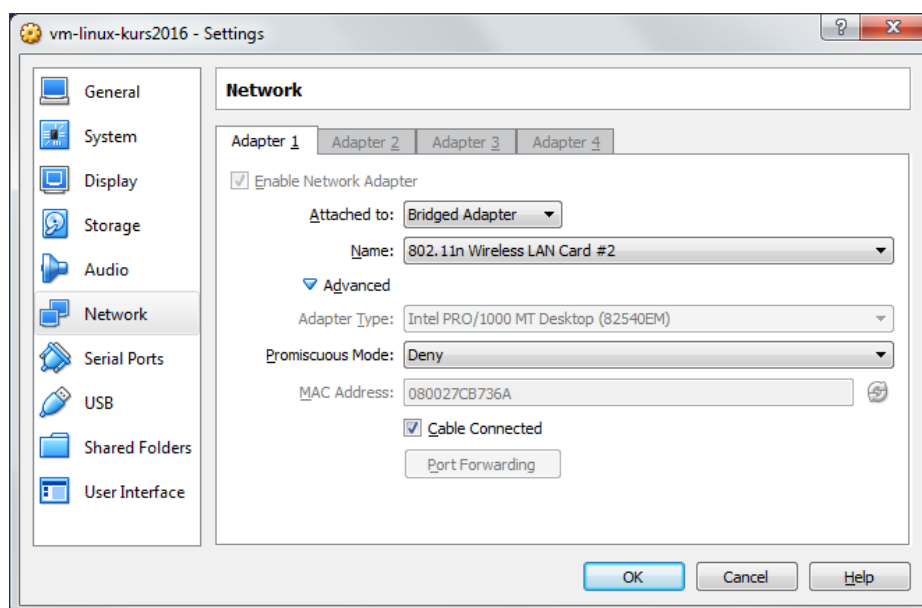 vm-linux-kurs2016 - Settings
? X
General
System
Display
Storage
Audio
Network
Serial Ports
USB
Shared Folders
User Interface
Network
Adapter 1 Adapter 2 Adapter 3 Adapter 4
Enable Network Adapter
Attached to: Bridged Adapter
Name: 802.11n Wireless LAN Card #2
Advanced
Adapter Type: Intel PRO/1000 MT Desktop (82540EM)
Promiscuous Mode: Deny
MAC Address: 080027CB736A
Cable Connected
Port Forwarding
OK Cancel Help